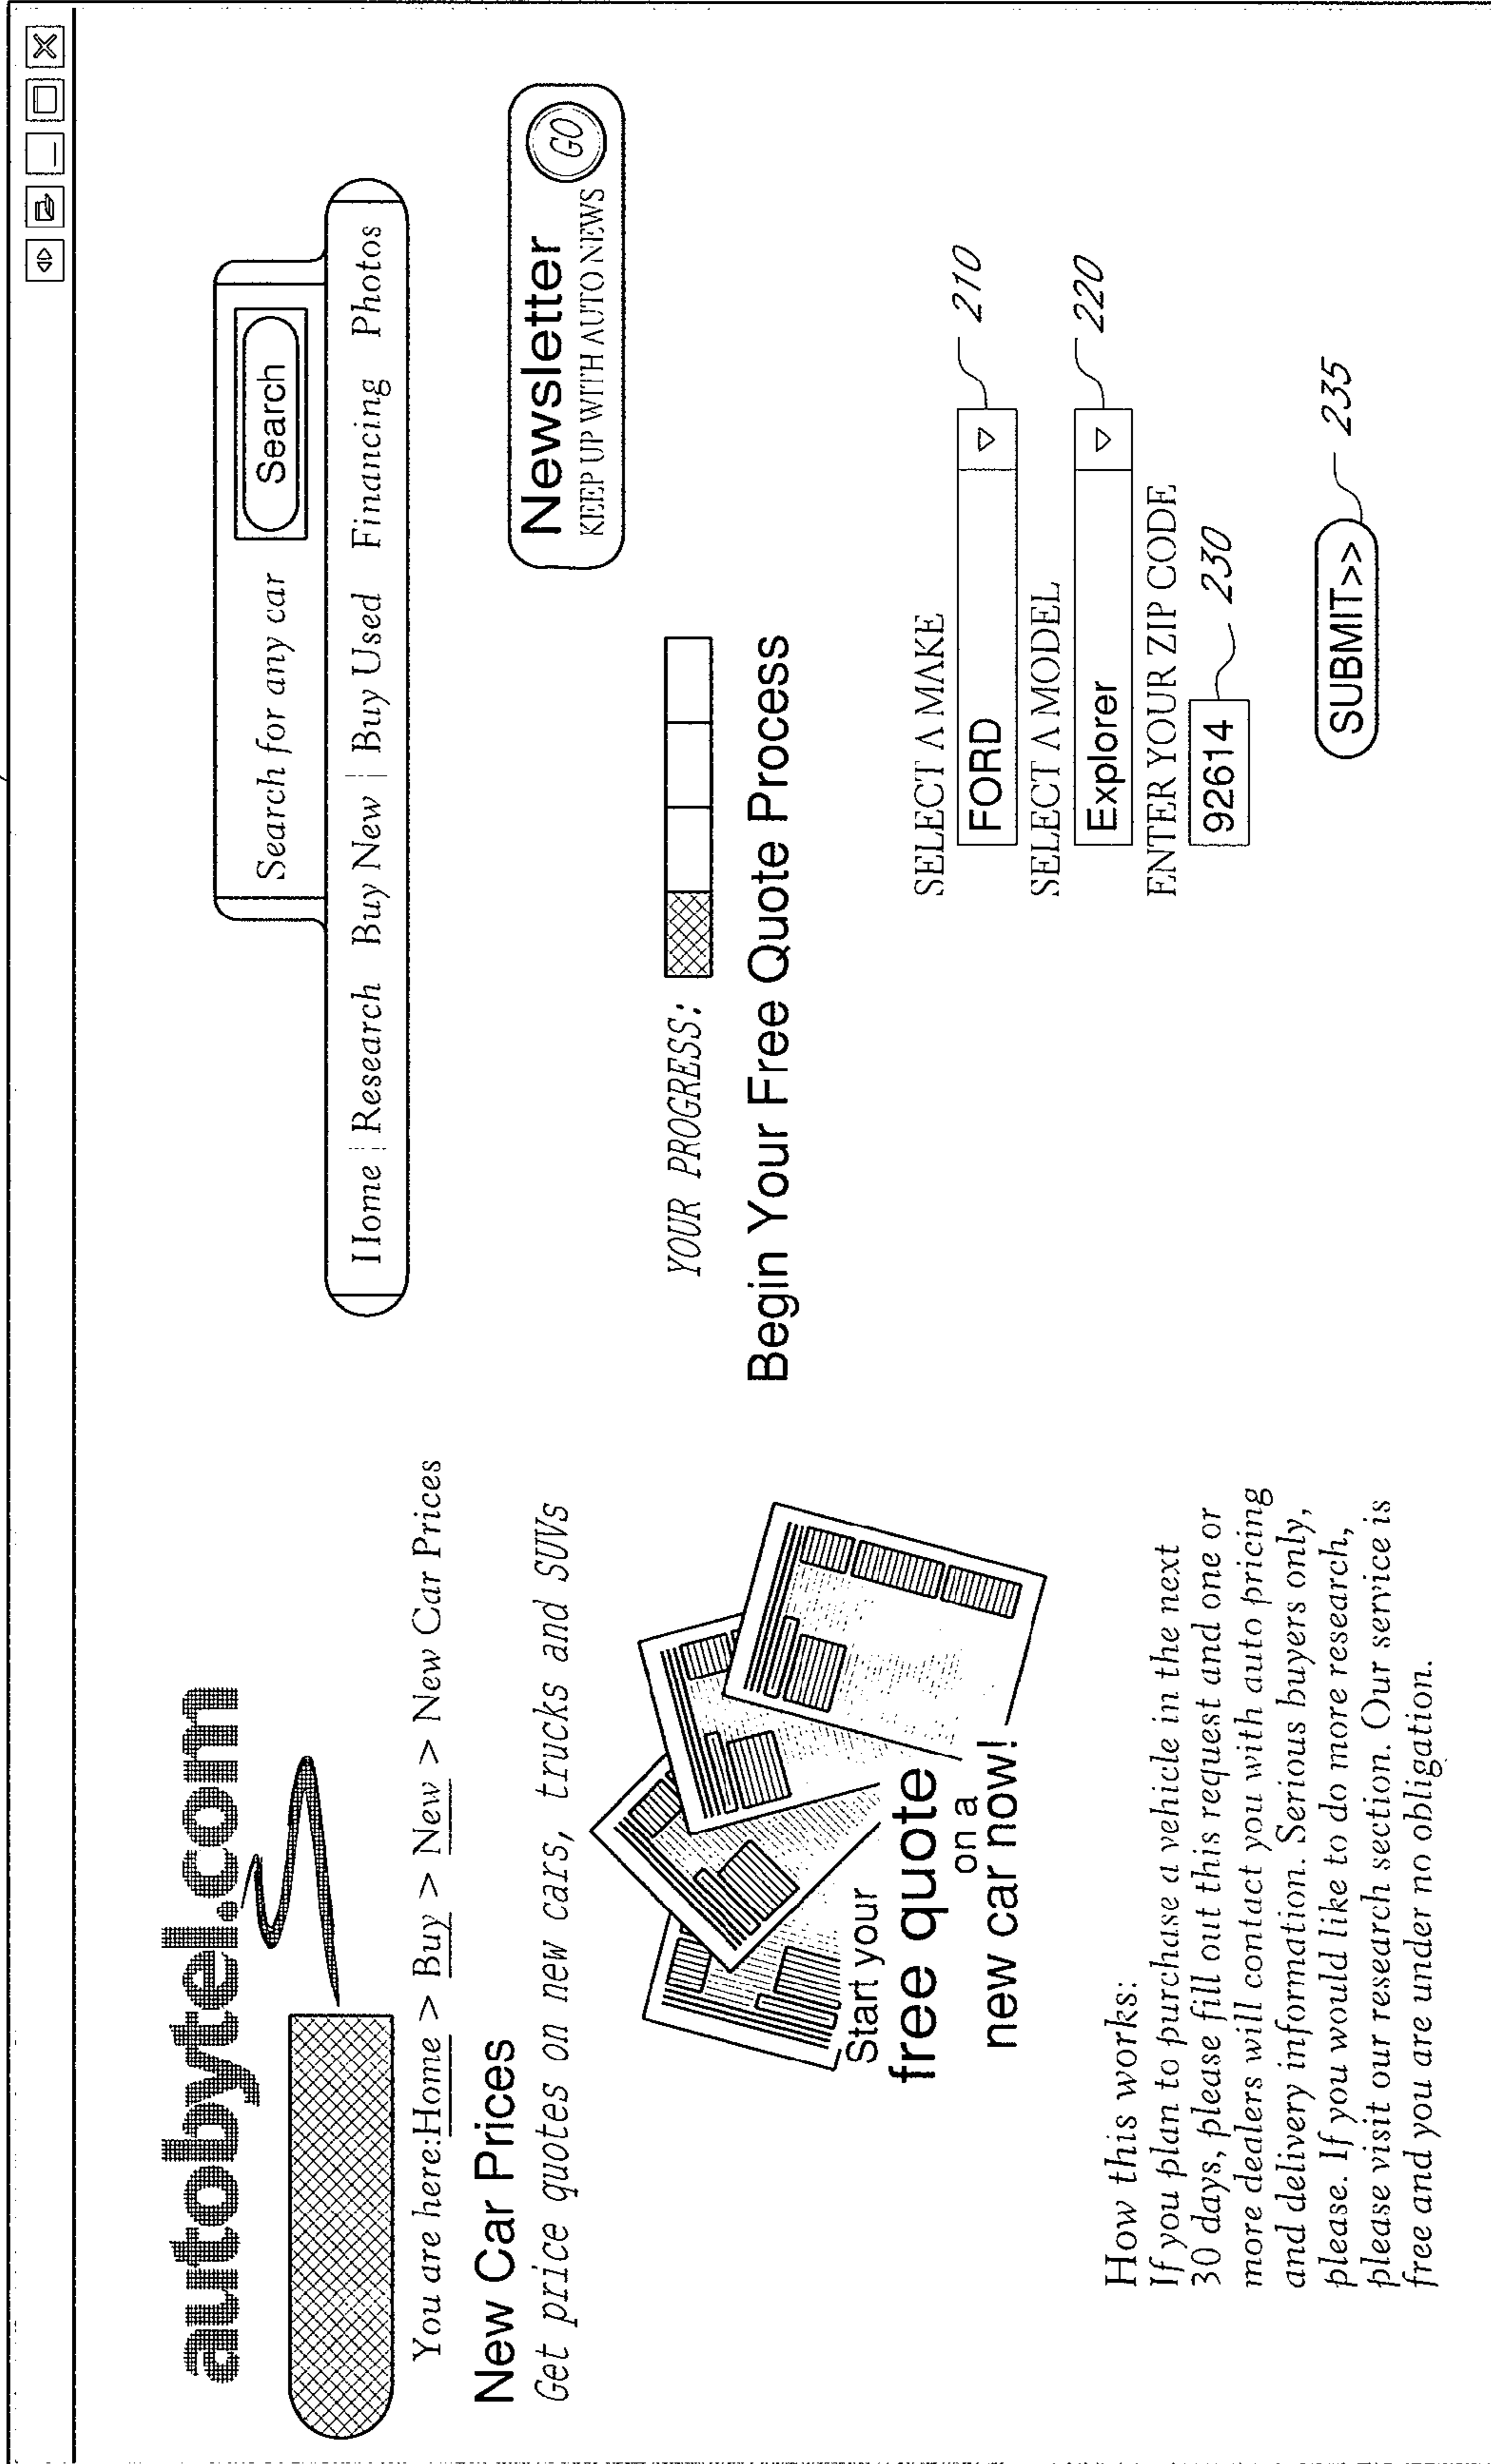 autobytel.com
Search for any car Search
Home Research Buy New Buy Used Financing Photos
You are here:Home > Buy > New > New Car Prices
New Car Prices
Get price quotes on new cars, trucks and SUVs
Newsletter
KEEP UP WITH AUTO NEWS
GO
Start your
free quote
on a
new car now!
How this works:
If you plan to purchase a vehicle in the next
30 days, please fill out this request and one or
more dealers will contact you with auto pricing
and delivery information. Serious buyers only,
please. If you would like to do more research,
please visit our research section. Our service is
free and you are under no obligation.
YOUR PROGRESS:
Begin Your Free Quote Process
SELECT A MAKE
FORD 210
SELECT A MODEL
Explorer 220
ENTER YOUR ZIP CODE
92614 230
SUBMIT>> 235